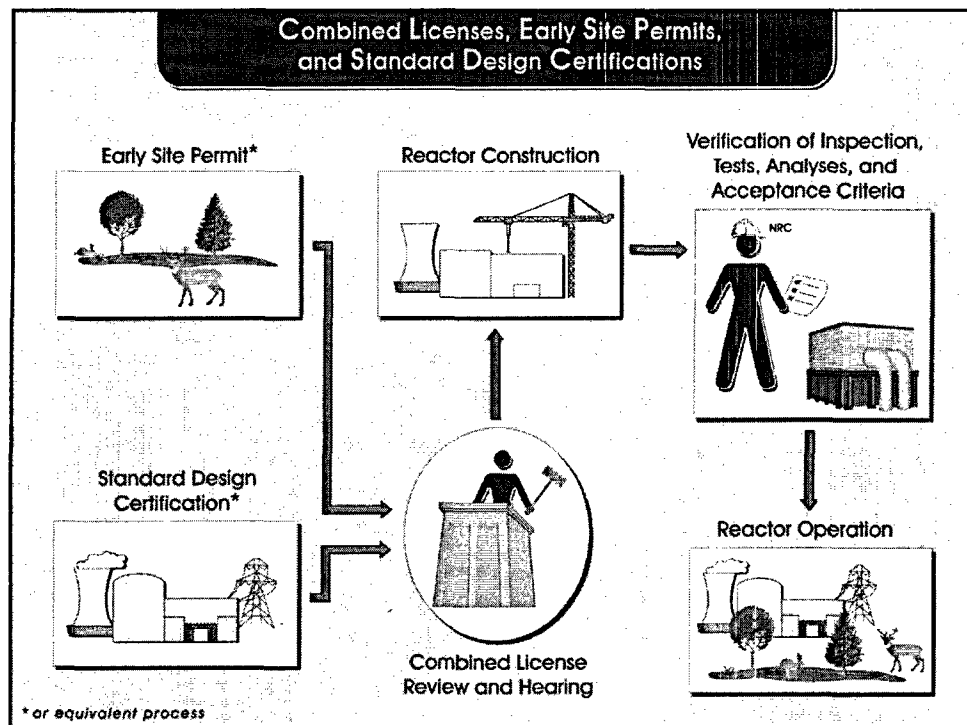 Combined Licenses, Early Site Permits,
and Standard Design Certifications
Early Site Permit*
Reactor Construction
Verification of Inspection,
Tests, Analyses, and
Acceptance Criteria
NRC
Standard Design
Certification*
Combined License
Review and Hearing
Reactor Operation
* or equivalent process